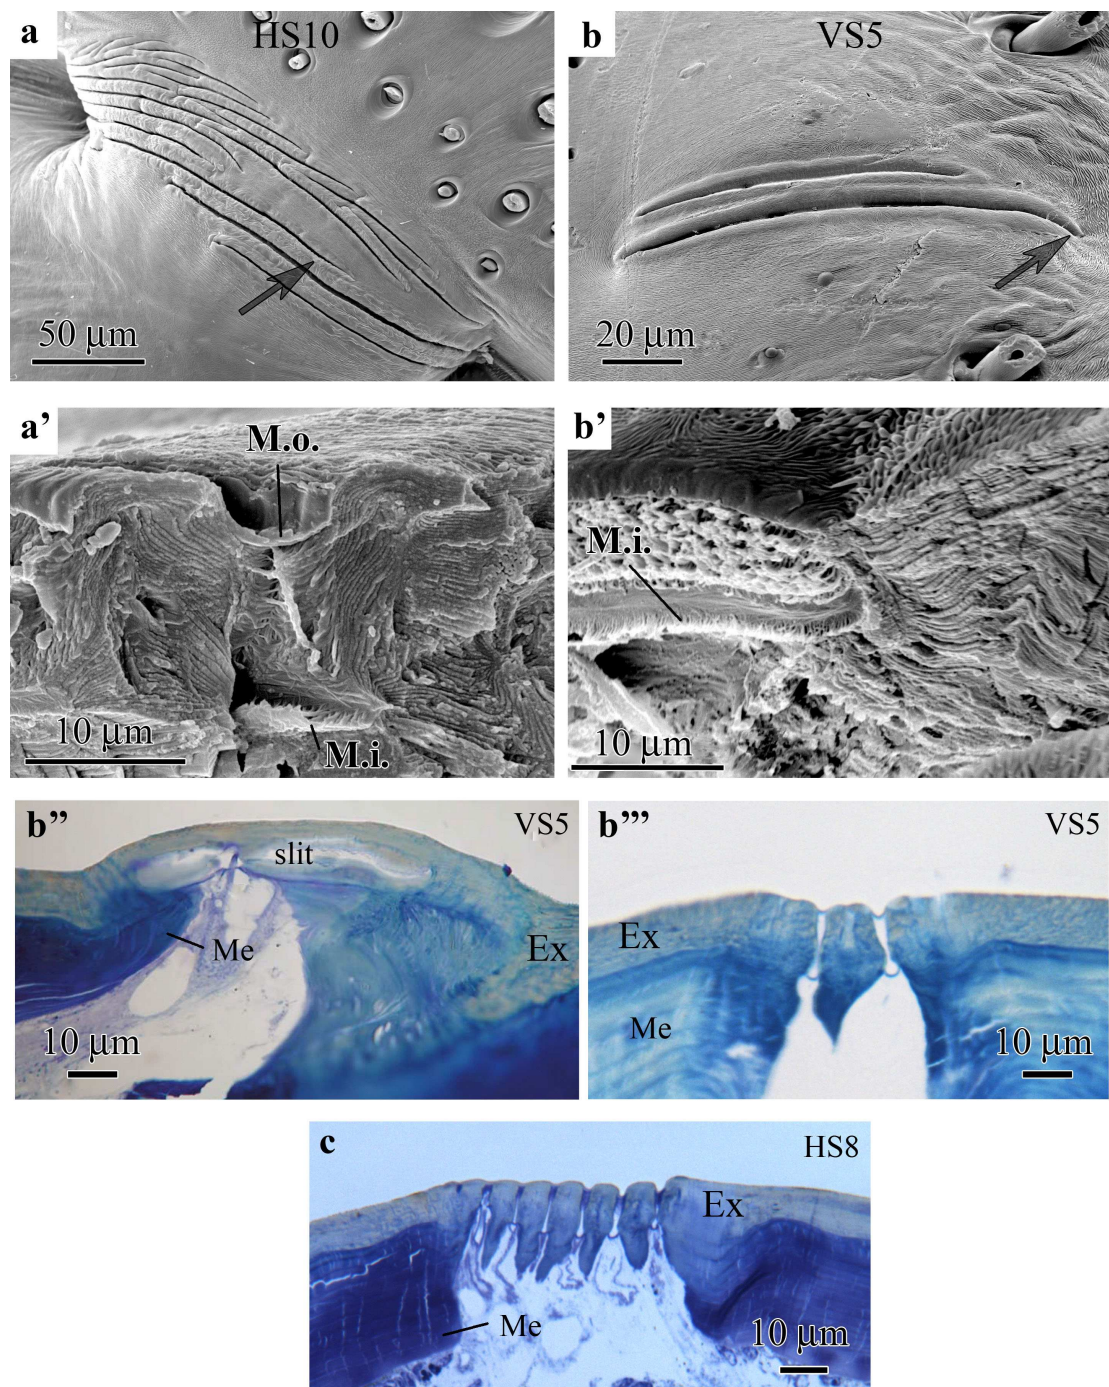 a
HS10
50 µm
b
VS5
20 µm
a’
M.o.
10 µm
M.i.
b’
M.i.
10 µm
b’’
VS5
slit
Me
Ex
10 µm
b’’’
VS5
Ex
Me
10 µm
c
HS8
Ex
Me
10 µm